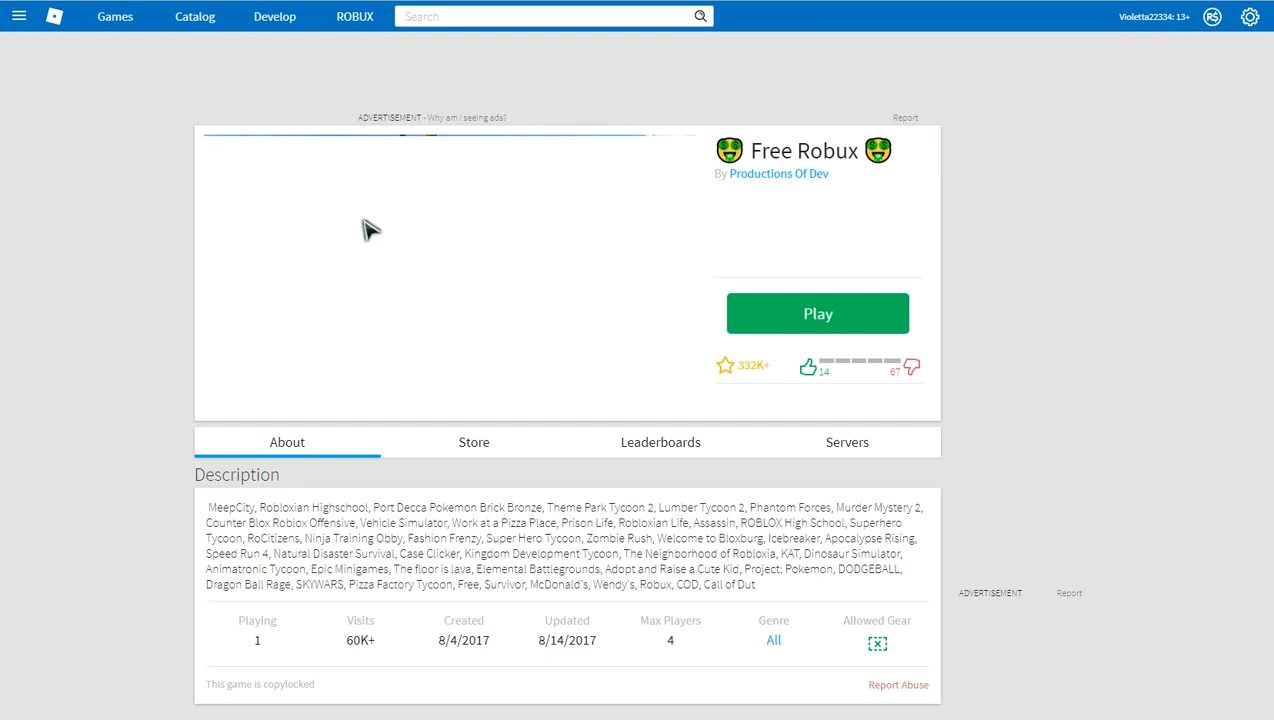 Games Catalog Develop ROBUX Search Violetta22334: 13+ R$
ADVERTISEMENT - Why am I seeing ads? Report
Free Robux
By Productions Of Dev
Play
332K+ 14 67
About Store Leaderboards Servers
Description
MeepCity, Robloxian Highschool, Port Decca Pokemon Brick Bronze, Theme Park Tycoon 2, Lumber Tycoon 2, Phantom Forces, Murder Mystery 2,
Counter Blox Roblox Offensive, Vehicle Simulator, Work at a Pizza Place, Prison Life, Robloxian Life, Assassin, ROBLOX High School, Superhero
Tycoon, RoCitizens, Ninja Training Obby, Fashion Frenzy, Super Hero Tycoon, Zombie Rush, Welcome to Bloxburg, Icebreaker, Apocalypse Rising,
Speed Run 4, Natural Disaster Survival, Case Clicker, Kingdom Development Tycoon, The Neighborhood of Robloxia, KAT, Dinosaur Simulator,
Animatronic Tycoon, Epic Minigames, The floor is lava, Elemental Battlegrounds, Adopt and Raise a Cute Kid, Project: Pokemon, DODGEBALL,
Dragon Ball Rage, SKYWARS, Pizza Factory Tycoon, Free, Survivor, McDonald's, Wendy's, Robux, COD, Call of Dut
ADVERTISEMENT Report
Playing Visits Created Updated Max Players Genre Allowed Gear
1 60K+ 8/4/2017 8/14/2017 4 All
This game is copylocked Report Abuse